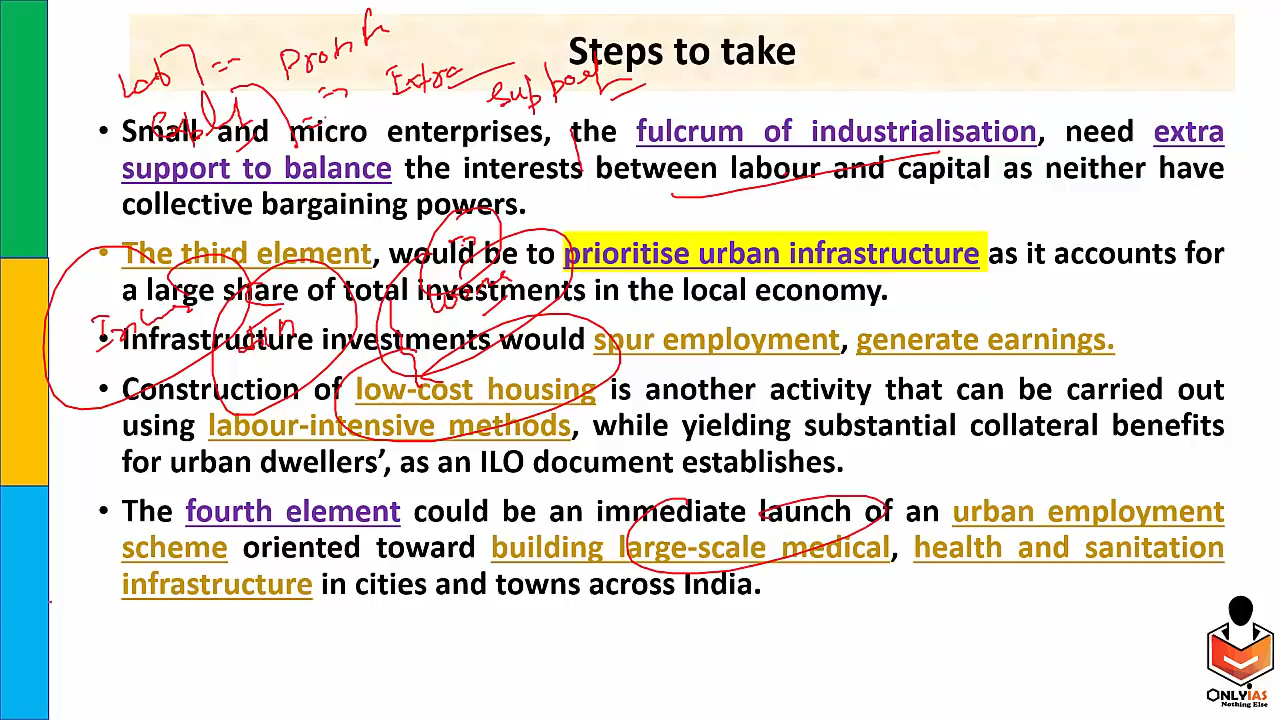 Steps to take
Extra
Support
• Small and micro enterprises, the fulcrum of industrialisation, need extra
support to balance the interests between labour and capital as neither have
collective bargaining powers.
• The third element, would be to prioritise urban infrastructure as it accounts for
a large share of total investments in the local economy.
• Infrastructure investments would spur employment, generate earnings.
• Construction of low-cost housing is another activity that can be carried out
using labour-intensive methods, while yielding substantial collateral benefits
for urban dwellers’, as an ILO document establishes.
• The fourth element could be an immediate launch of an urban employment
scheme oriented toward building large-scale medical, health and sanitation
infrastructure in cities and towns across India.
ONLYIAS
Nothing Else